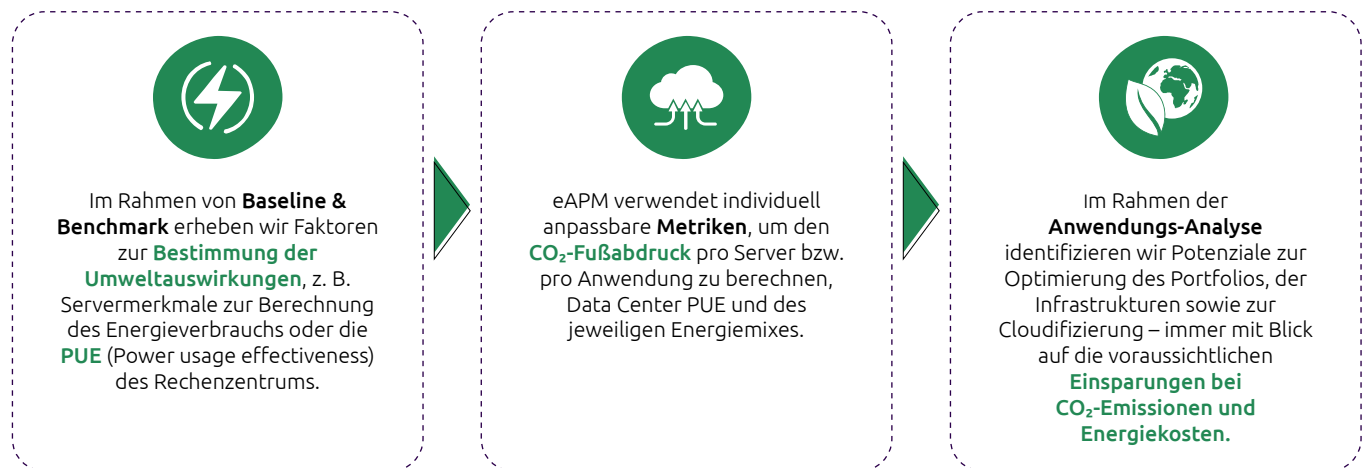 Im Rahmen von Baseline &
Benchmark erheben wir Faktoren
zur Bestimmung der
Umweltauswirkungen, z. B.
Servermerkmale zur Berechnung
des Energieverbrauchs oder die
PUE (Power usage effectiveness)
des Rechenzentrums.
eAPM verwendet individuell
anpassbare Metriken, um den
CO₂-Fußabdruck pro Server bzw.
pro Anwendung zu berechnen,
Data Center PUE und des
jeweiligen Energiemixes.
Im Rahmen der
Anwendungs-Analyse
identifizieren wir Potenziale zur
Optimierung des Portfolios, der
Infrastrukturen sowie zur
Cloudifizierung – immer mit Blick
auf die voraussichtlichen
Einsparungen bei
CO₂-Emissionen und
Energiekosten.